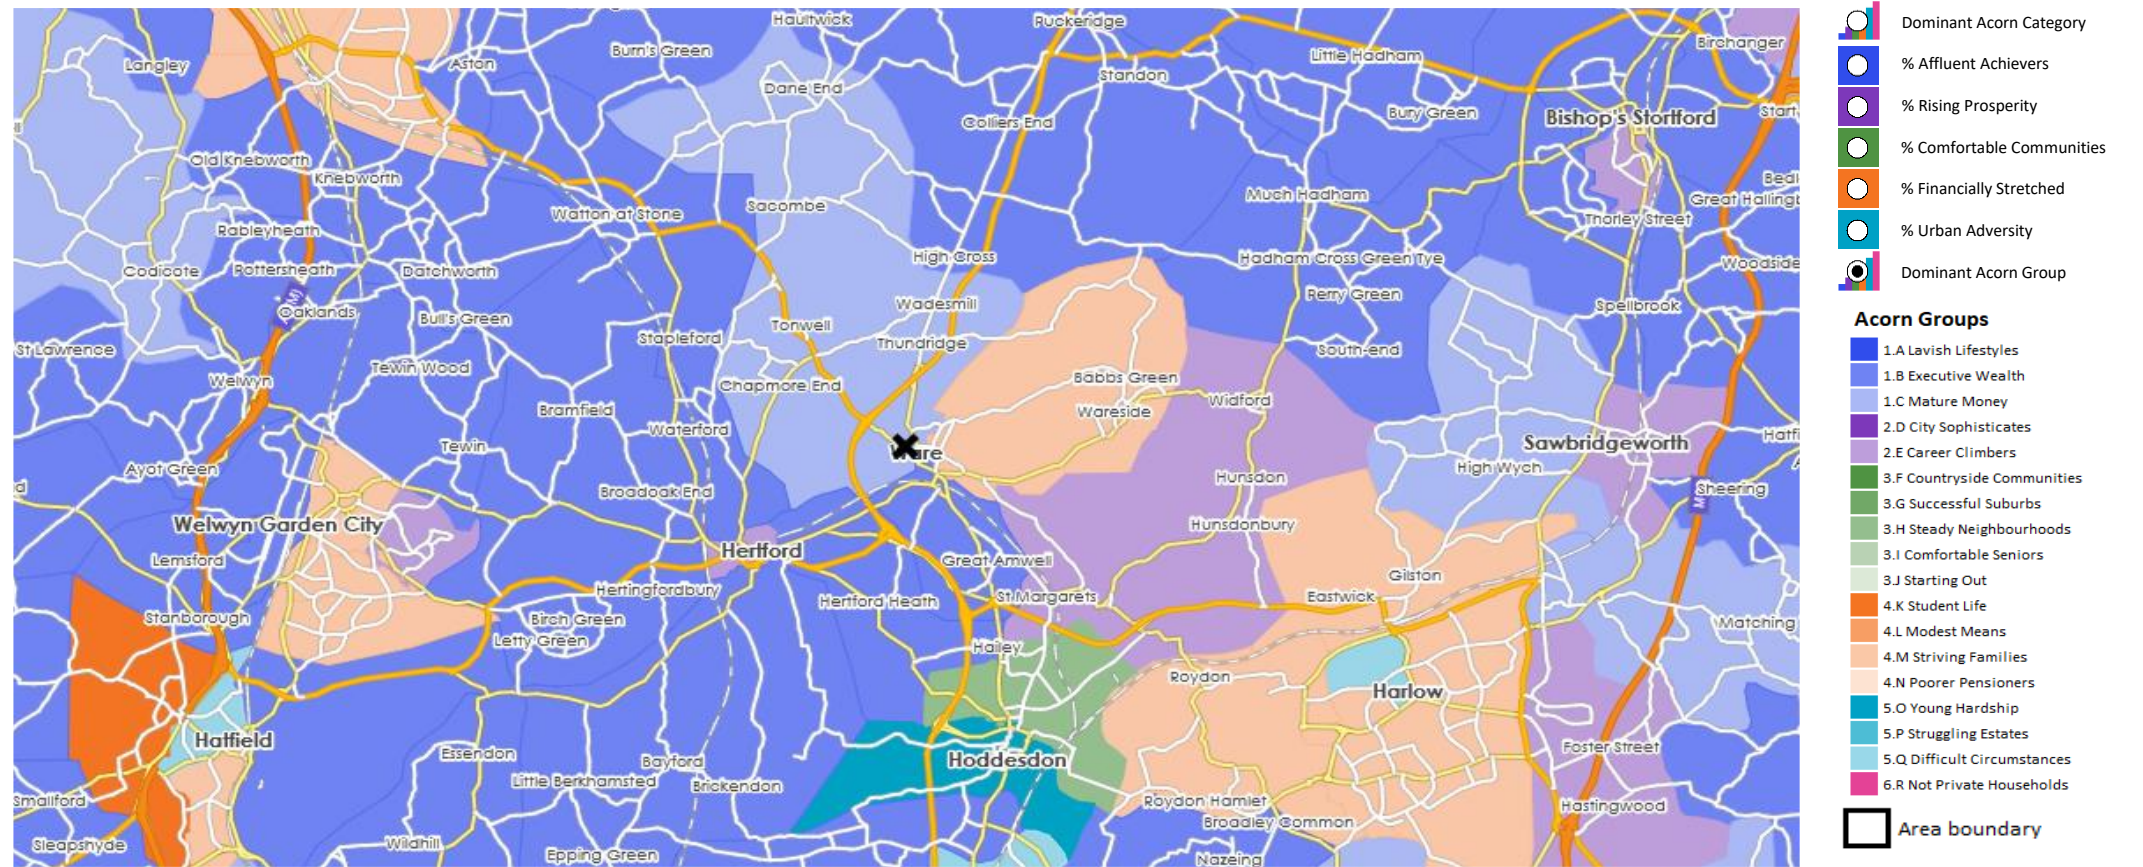 Haultwick
Puckeridge
Birchanger
Burn's Green
Little Hadham
Langley
Aston
Standon
Dane End
Bury Green
Bishop's Stortford
Start
Colliers End
Old Knebworth
Knebworth
Bedl
Much Hadham
Great Hallingb
Watton at Stone
Sacombe
Thorley Street
Rableyheath
High Cross
Hadham Cross Green Tye
Woodside
Codicote
Pottersheath
Datchworth
Perry Green
Wadesmill
Spellbrook
Oaklands
Bull's Green
Tonwell
Stapleford
Thundridge
St Lawrence
South-end
Tewin Wood
Welwyn
Chapmore End
Babbs Green
Widford
Bramfield
Wareside
Waterford
Hatfi
Tewin
Ware
Sawbridgeworth
Ayot Green
High Wych
Broadoak End
Hunsdon
M
Sheering
Welwyn Garden City
Hunsdonbury
Hertford
Lemsford
Great Amwell
Gilston
Hertingfordbury
Hertford Heath
St Margarets
Eastwick
Stanborough
Birch Green
Matching
Letty Green
Hailey
Roydon
Harlow
Hatfield
Essendon
Bayford
Hoddesdon
Foster Street
Little Berkhamsted
Brickendon
Smallford
Roydon Hamlet
Hastingwood
Broadley Common
Sleapshyde
Wildhill
Epping Green
Nazeing
Dominant Acorn Category
% Affluent Achievers
% Rising Prosperity
% Comfortable Communities
% Financially Stretched
% Urban Adversity
Dominant Acorn Group
Acorn Groups
1.A Lavish Lifestyles
1.B Executive Wealth
1.C Mature Money
2.D City Sophisticates
2.E Career Climbers
3.F Countryside Communities
3.G Successful Suburbs
3.H Steady Neighbourhoods
3.I Comfortable Seniors
3.J Starting Out
4.K Student Life
4.L Modest Means
4.M Striving Families
4.N Poorer Pensioners
5.O Young Hardship
5.P Struggling Estates
5.Q Difficult Circumstances
6.R Not Private Households
Area boundary